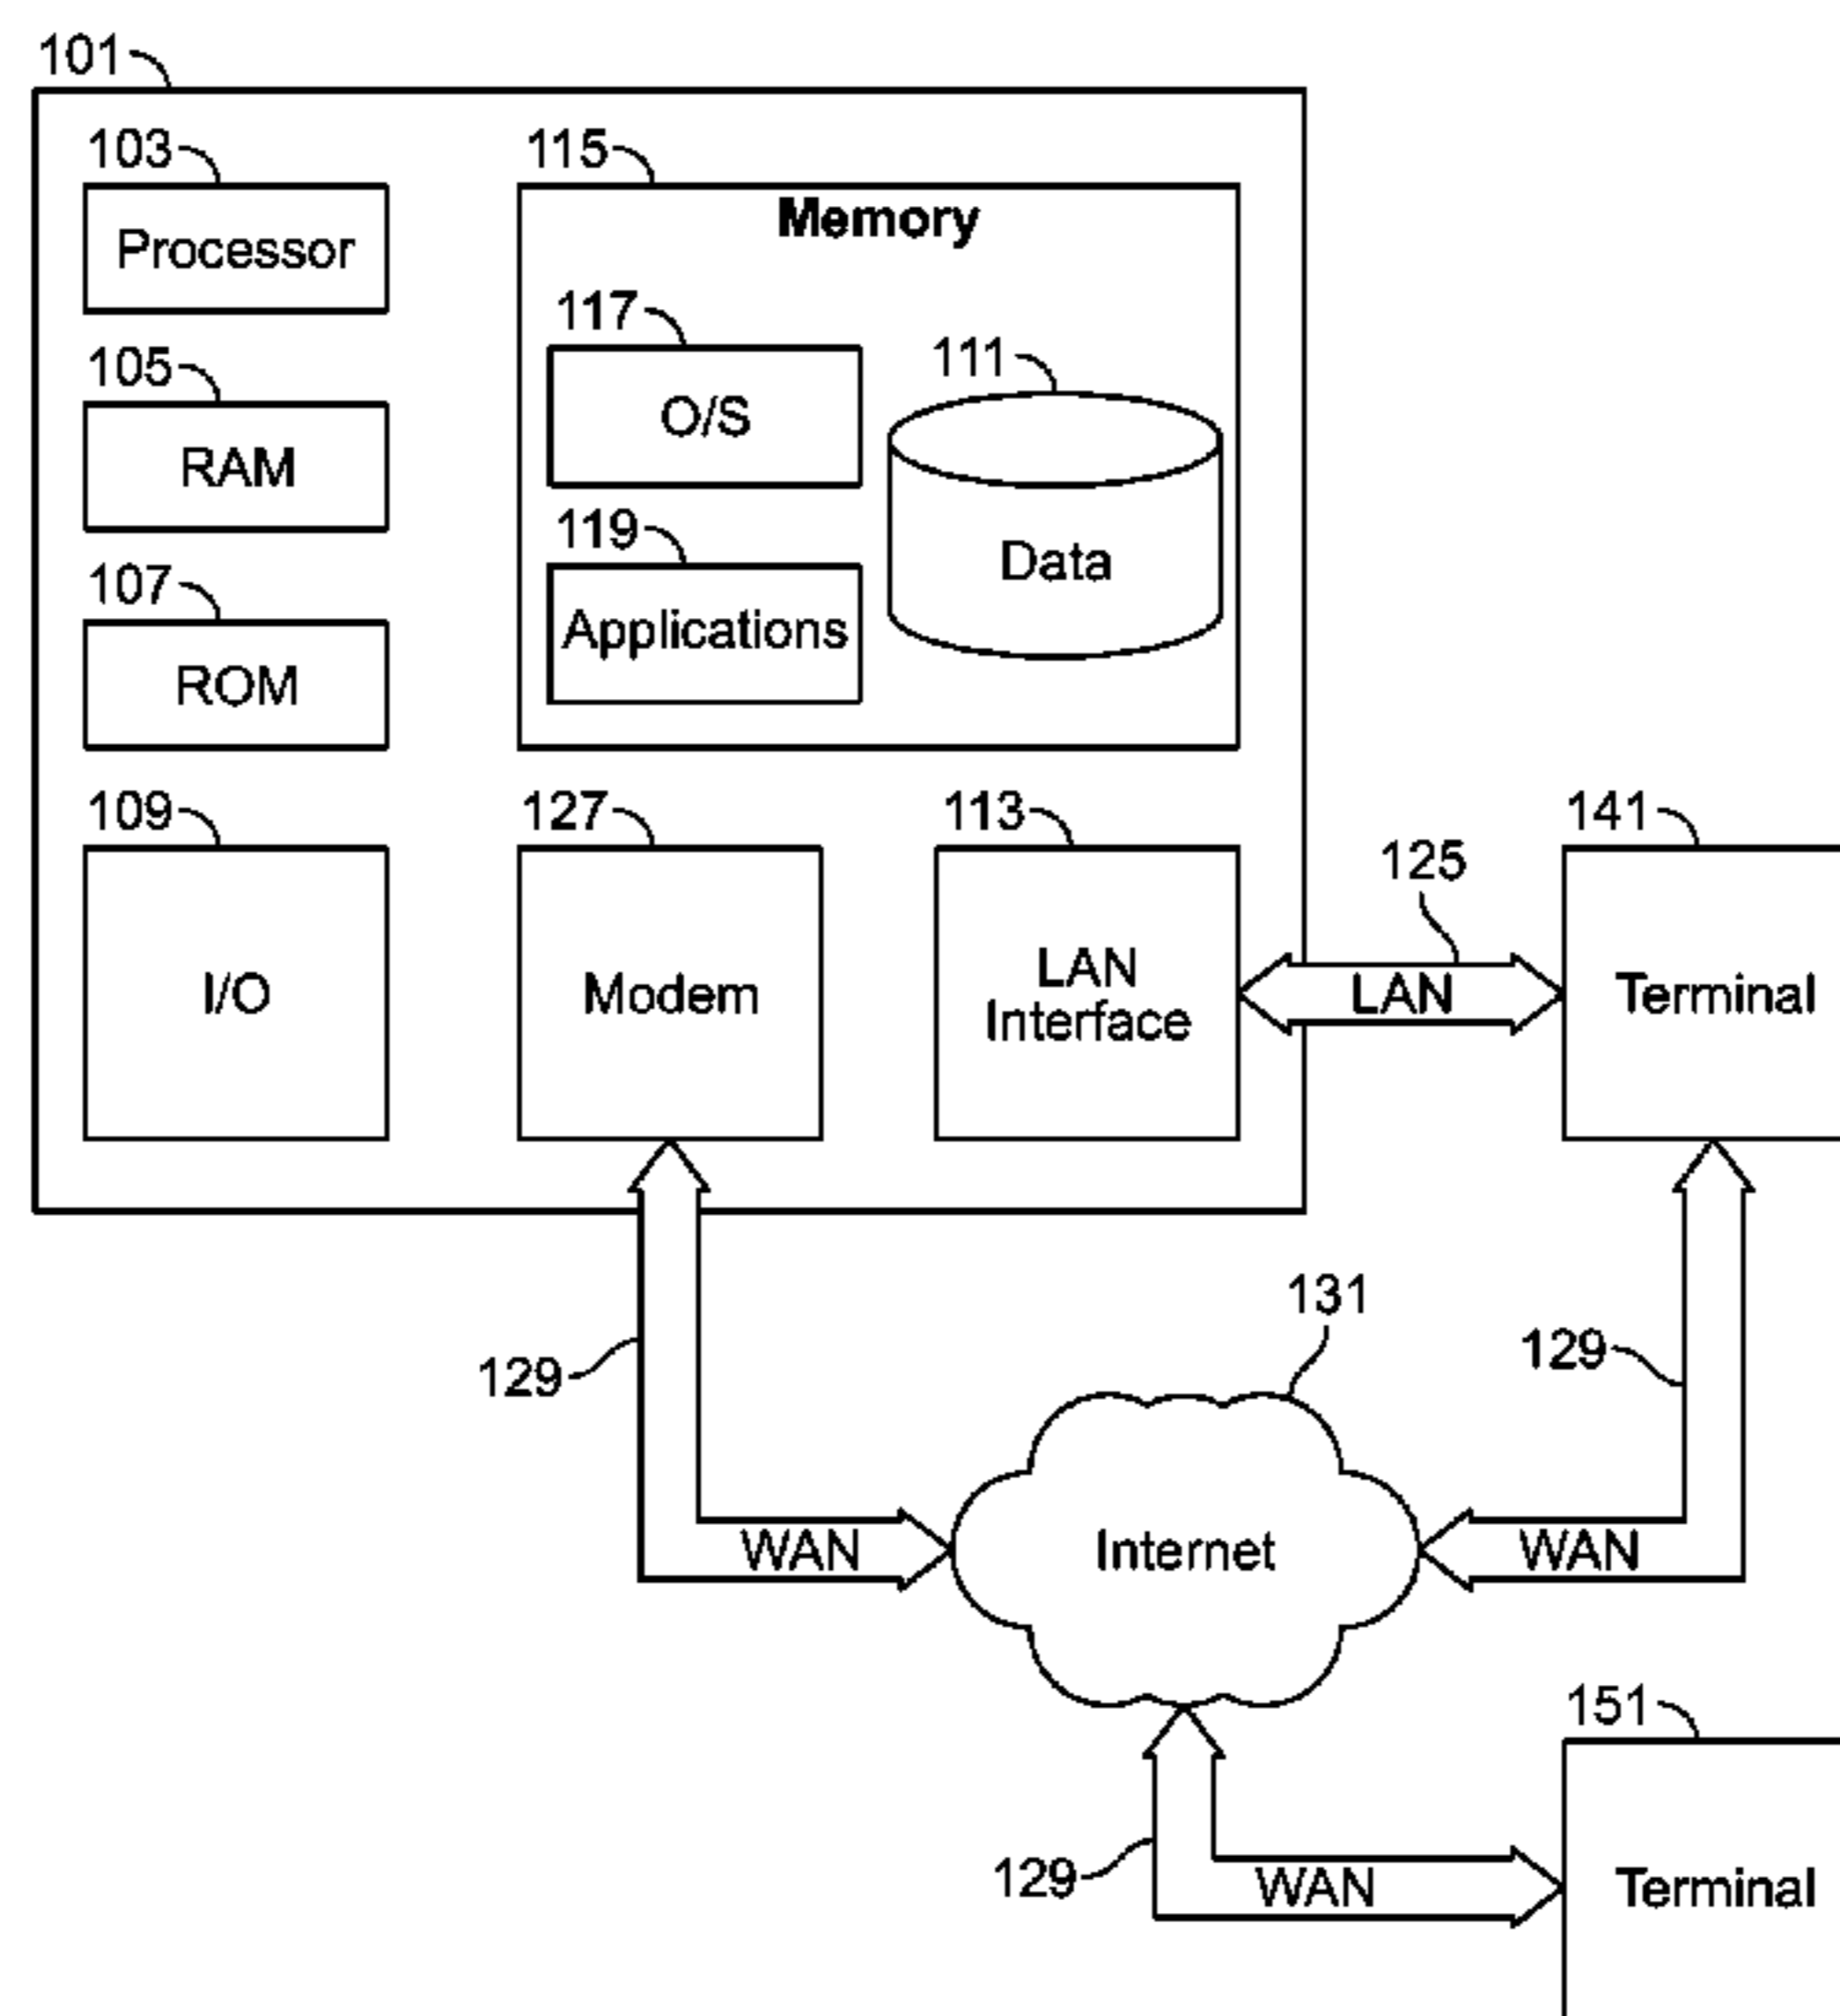 101
103
115
Processor
Memory
117
111
105
O/S
RAM
119
Data
107
Applications
ROM
109
127
113
141
125
I/O
Modem
LAN
Interface
LAN
Terminal
131
129
129
WAN
Internet
WAN
151
129
WAN
Terminal